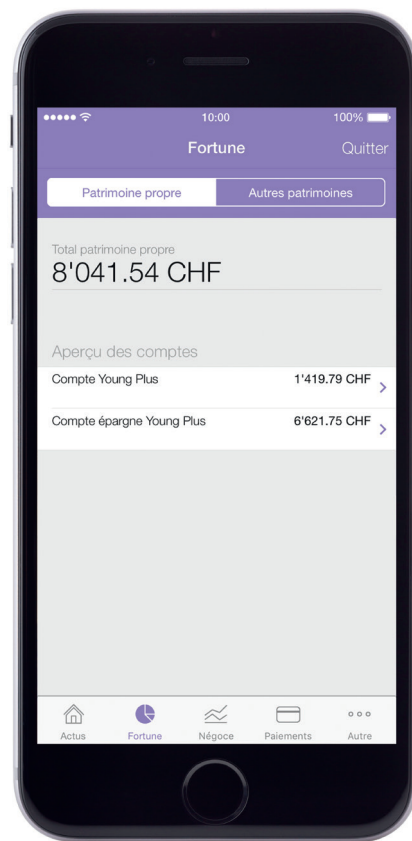 10:00 100%
Fortune Quitter
Patrimoine propre Autres patrimoines
Total patrimoine propre
8'041.54 CHF
Aperçu des comptes
Compte Young Plus 1'419.79 CHF
Compte épargne Young Plus 6'621.75 CHF
Actus Fortune Négoce Paiements Autre